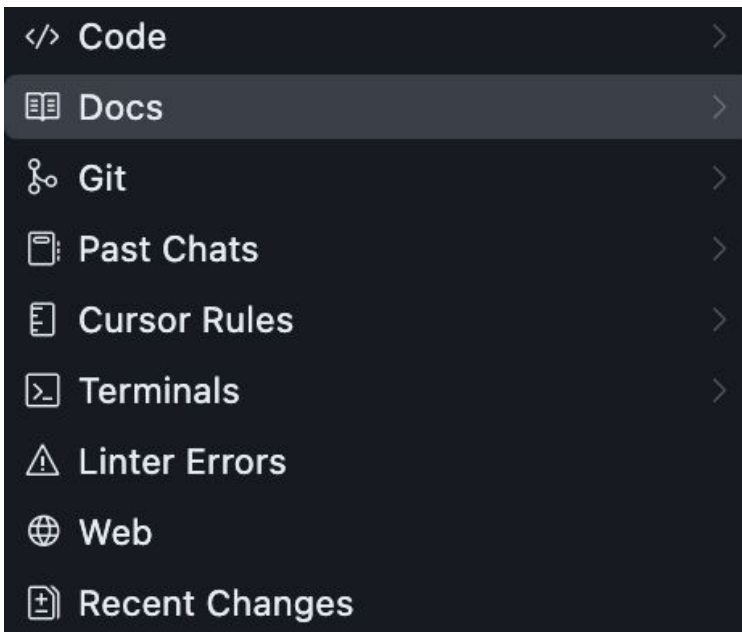 Code
Docs
Git
Past Chats
Cursor Rules
Terminals
Linter Errors
Web
Recent Changes